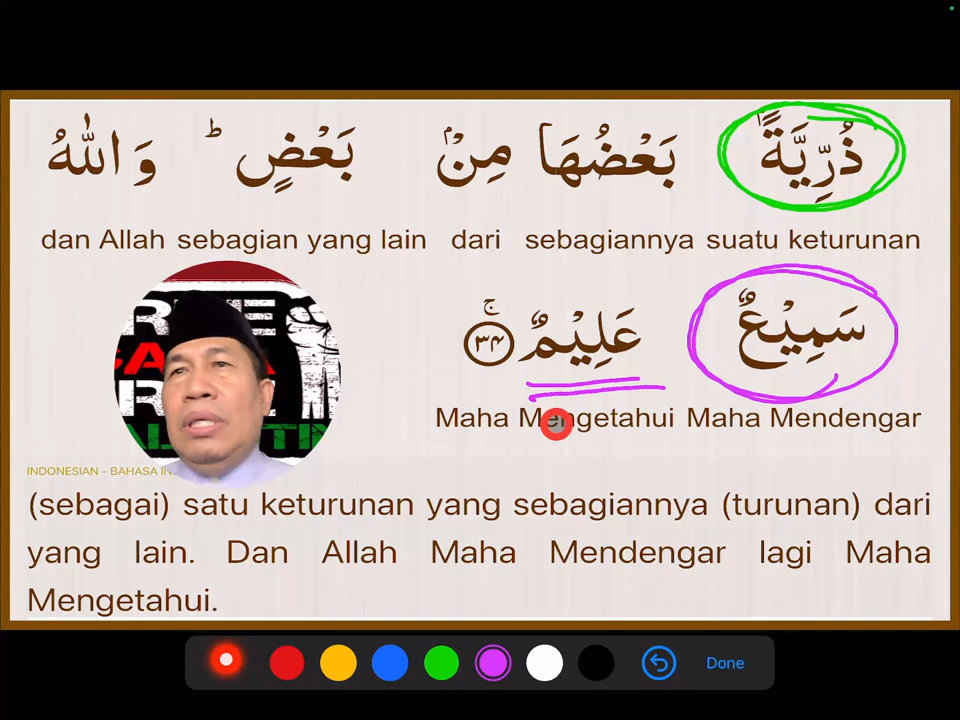 ذُرِّيَّةً ۢ بَعْضُهَا مِنْۢ بَعْضٍ ؕ وَاللّٰهُ
dan Allah sebagian yang lain dari sebagiannya suatu keturunan
سَمِيْعٌ عَلِيْمٌ ۚ ٣٤
Maha Mengetahui Maha Mendengar
INDONESIAN - BAHASA IN
(sebagai) satu keturunan yang sebagiannya (turunan) dari
yang lain. Dan Allah Maha Mendengar lagi Maha
Mengetahui.
Done